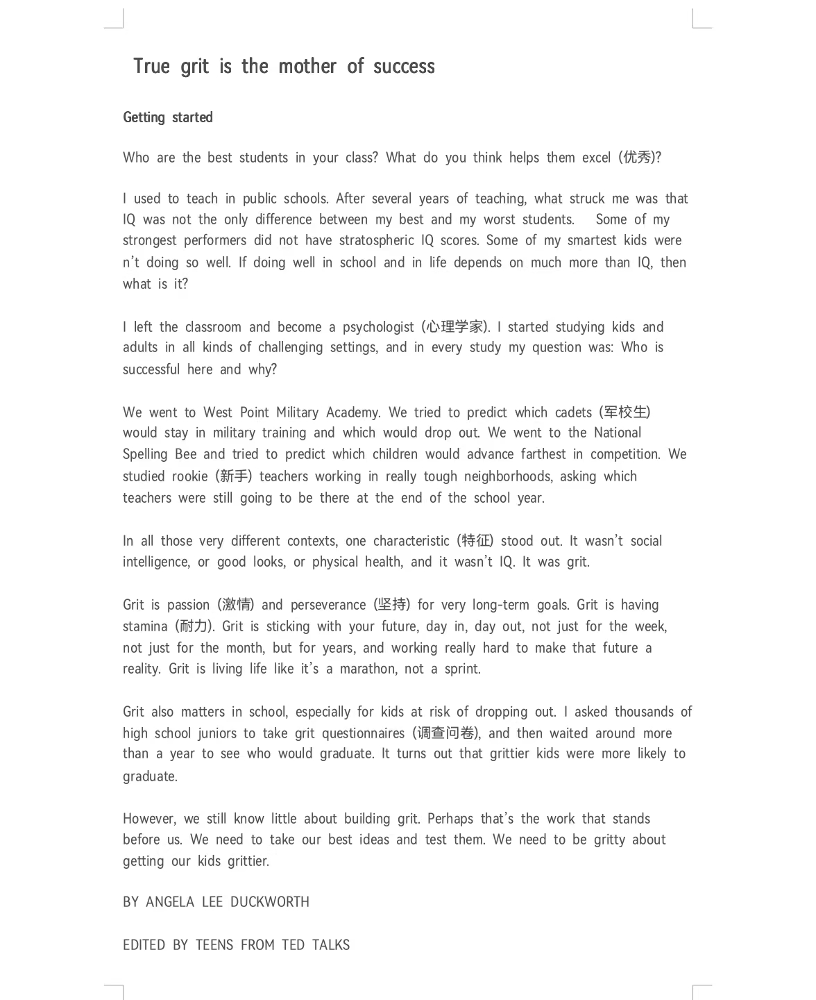 True grit is the mother of success
Getting started
Who are the best students in your class? What do you think helps them excel (优秀)?
I used to teach in public schools. After several years of teaching, what struck me was that
IQ was not the only difference between my best and my worst students. Some of my
strongest performers did not have stratospheric IQ scores. Some of my smartest kids were
n't doing so well. If doing well in school and in life depends on much more than IQ, then
what is it?
I left the classroom and become a psychologist (心理学家). I started studying kids and
adults in all kinds of challenging settings, and in every study my question was: Who is
successful here and why?
We went to West Point Military Academy. We tried to predict which cadets (军校生)
would stay in military training and which would drop out. We went to the National
Spelling Bee and tried to predict which children would advance farthest in competition. We
studied rookie (新手) teachers working in really tough neighborhoods, asking which
teachers were still going to be there at the end of the school year.
In all those very different contexts, one characteristic (特征) stood out. It wasn't social
intelligence, or good looks, or physical health, and it wasn't IQ. It was grit.
Grit is passion (激情) and perseverance (坚持) for very long-term goals. Grit is having
stamina (耐力). Grit is sticking with your future, day in, day out, not just for the week,
not just for the month, but for years, and working really hard to make that future a
reality. Grit is living life like it's a marathon, not a sprint.
Grit also matters in school, especially for kids at risk of dropping out. I asked thousands of
high school juniors to take grit questionnaires (调查问卷), and then waited around more
than a year to see who would graduate. It turns out that grittier kids were more likely to
graduate.
However, we still know little about building grit. Perhaps that's the work that stands
before us. We need to take our best ideas and test them. We need to be gritty about
getting our kids grittier.
BY ANGELA LEE DUCKWORTH
EDITED BY TEENS FROM TED TALKS